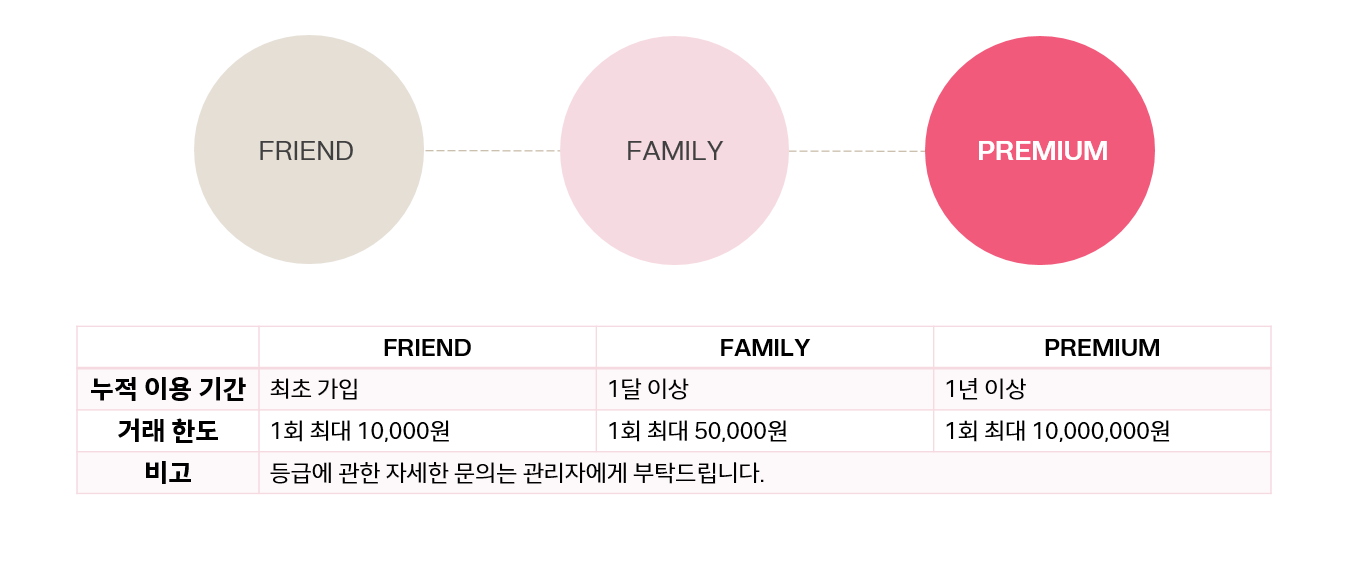 FRIEND
FAMILY
PREMIUM
FRIEND FAMILY PREMIUM
누적 이용 기간 최초 가입 1달 이상 1년 이상
거래 한도 1회 최대 10,000원 1회 최대 50,000원 1회 최대 10,000,000원
비고 등급에 관한 자세한 문의는 관리자에게 부탁드립니다.